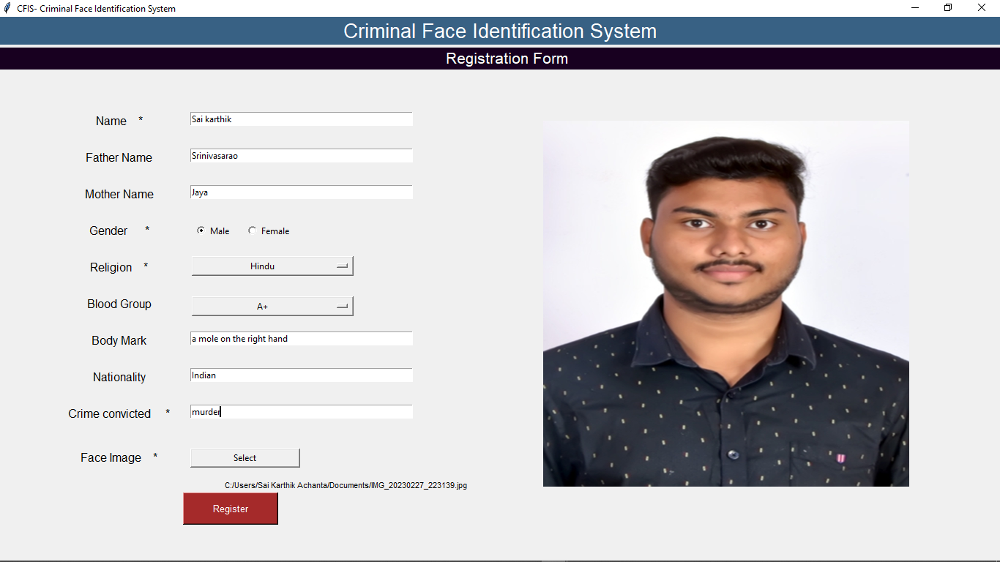 CFIS- Criminal Face Identification System
Criminal Face Identification System
Registration Form
Name *
Sai karthik
Father Name
Srinivasarao
Mother Name
Jaya
Gender *
Male Female
Religion *
Hindu
Blood Group
A+
Body Mark
a mole on the right hand
Nationality
Indian
Crime convicted *
murder
Face Image *
Select
C:/Users/Sai Karthik Achanta/Documents/IMG_20230227_223139.jpg
Register